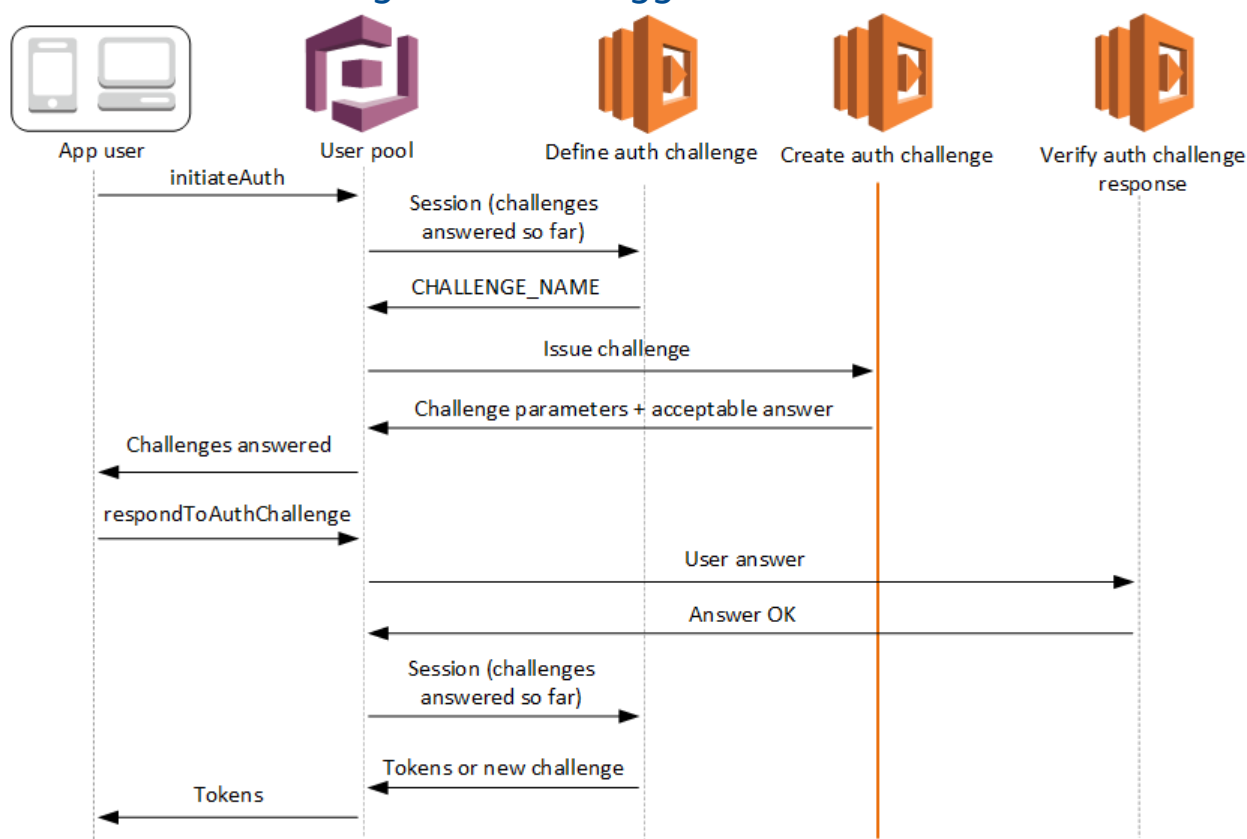 App user
User pool
Define auth challenge
Create auth challenge
Verify auth challenge
response
initiateAuth
Session (challenges
answered so far)
CHALLENGE_NAME
Issue challenge
Challenge parameters + acceptable answer
Challenges answered
respondToAuthChallenge
User answer
Answer OK
Session (challenges
answered so far)
Tokens or new challenge
Tokens